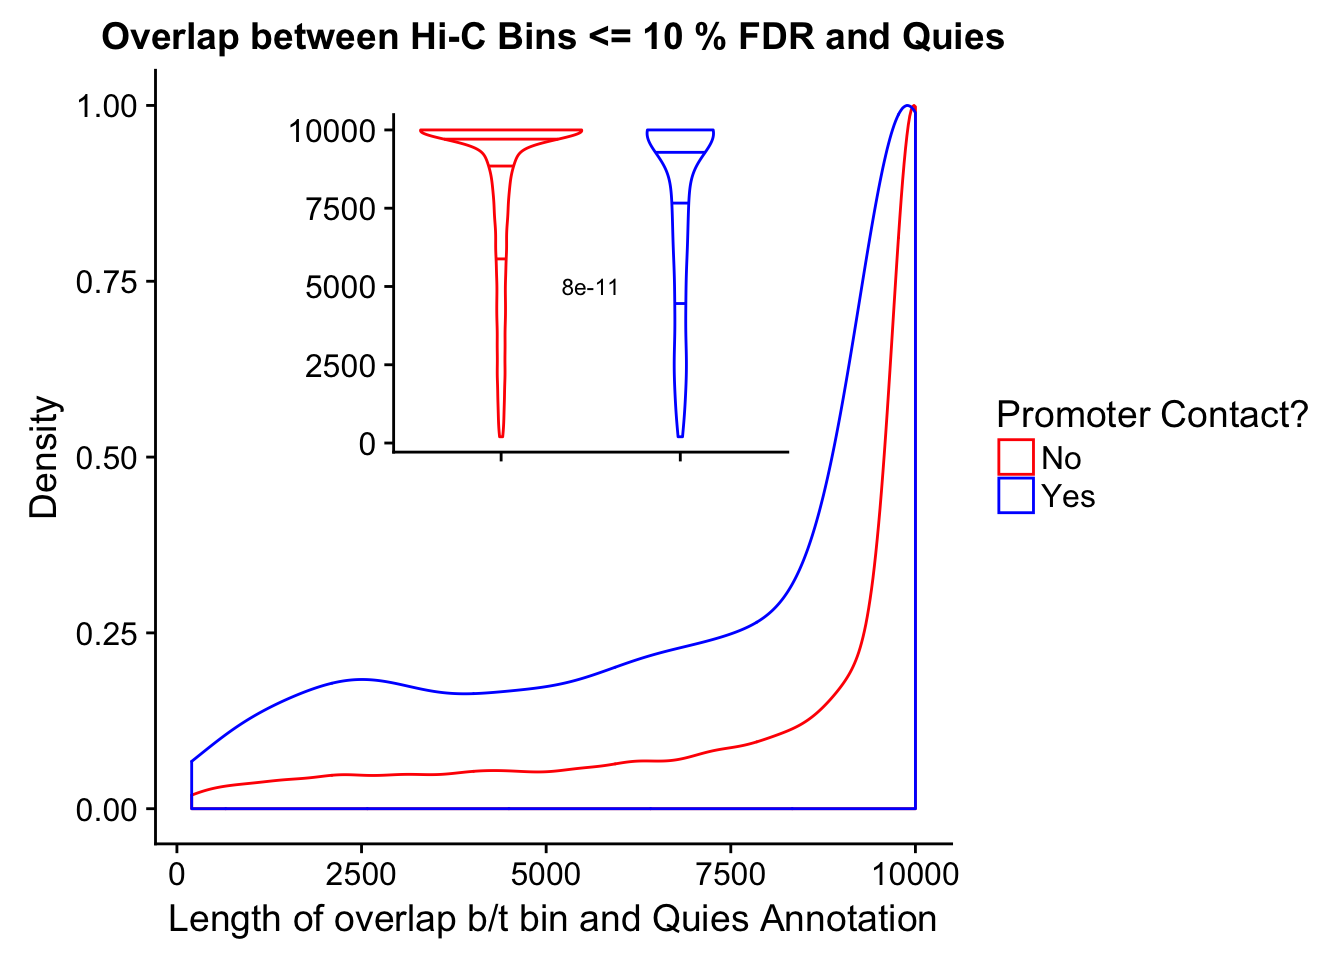 Overlap between Hi-C Bins <= 10 % FDR and Quies
1.00
0.75
0.50
0.25
0.00
Density
10000
7500
5000
2500
0
8e-11
0 2500 5000 7500 10000
Length of overlap b/t bin and Quies Annotation
Promoter Contact?
No
Yes